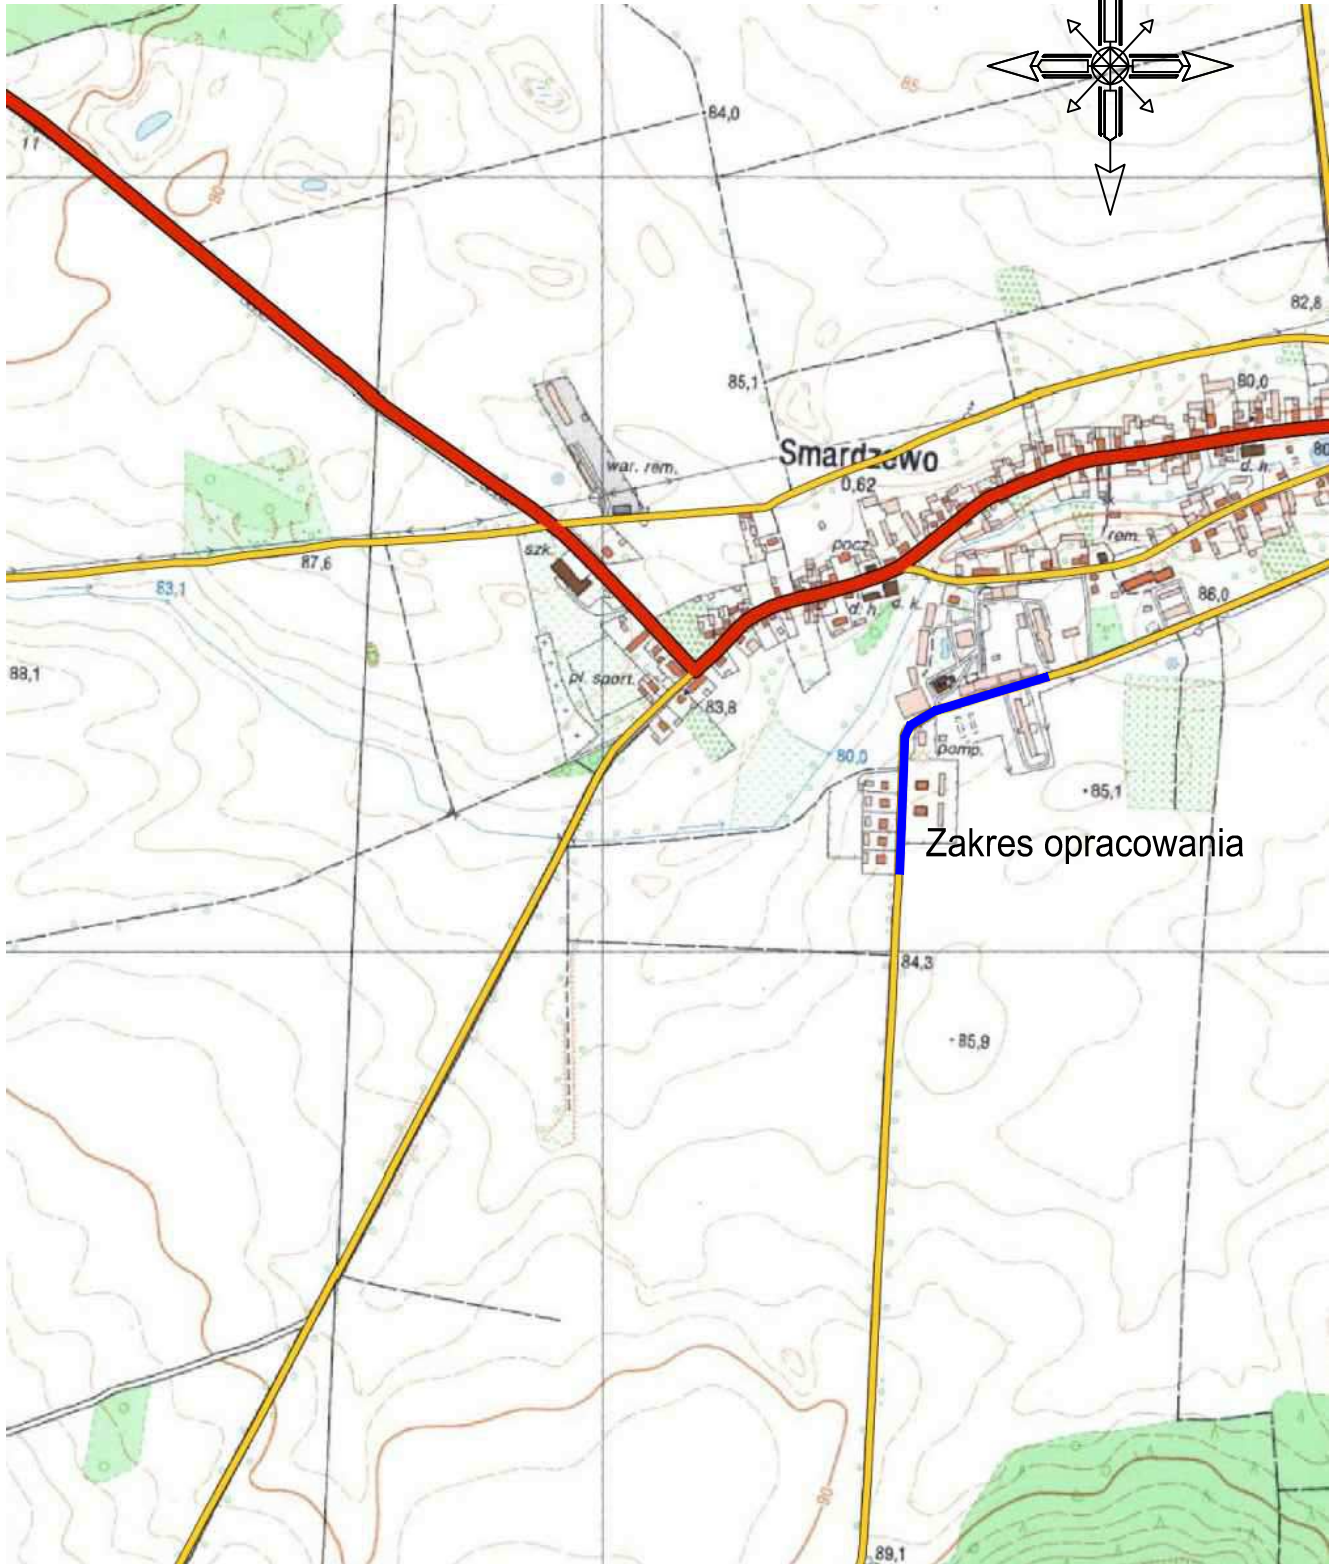 85
84,0
11
90
82,8
85,1
80,0
Smardzewo
0,62
war. rem.
d. h.
80
szk.
pocz.
rem.
87,6
83,1
d. h.
d. k.
86,0
88,1
pl. sport.
83,8
80,0
pomp.
85,1
Zakres opracowania
84,3
85,9
90
89,1